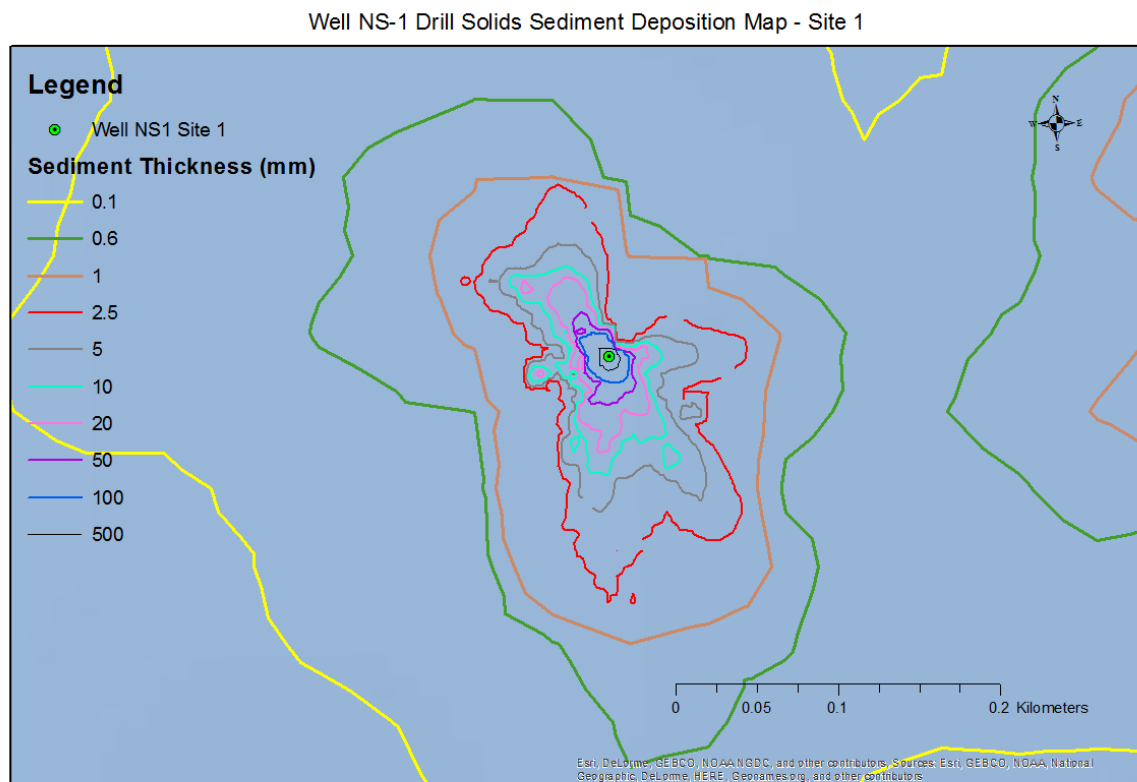 Well NS-1 Drill Solids Sediment Deposition Map - Site 1
Legend
Well NS1 Site 1
Sediment Thickness (mm)
0.1
0.6
1
2.5
5
10
20
50
100
500
N
W E
S
0 0.05 0.1 0.2 Kilometers
Esri, DeLorme, GEBCO, NOAA NGDC, and other contributors, Sources: Esri, GEBCO, NOAA, National
Geographic, DeLorme, HERE, Geonames.org, and other contributors